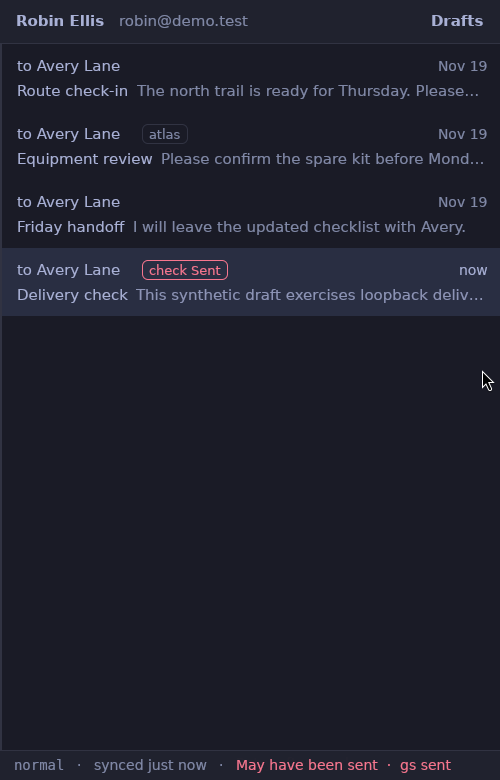 Robin Ellis robin@demo.test Drafts
to Avery Lane Nov 19
Route check-in The north trail is ready for Thursday. Please…
to Avery Lane atlas Nov 19
Equipment review Please confirm the spare kit before Mond…
to Avery Lane Nov 19
Friday handoff I will leave the updated checklist with Avery.
to Avery Lane check Sent now
Delivery check This synthetic draft exercises loopback deliv…
normal · synced just now · May have been sent · gs sent